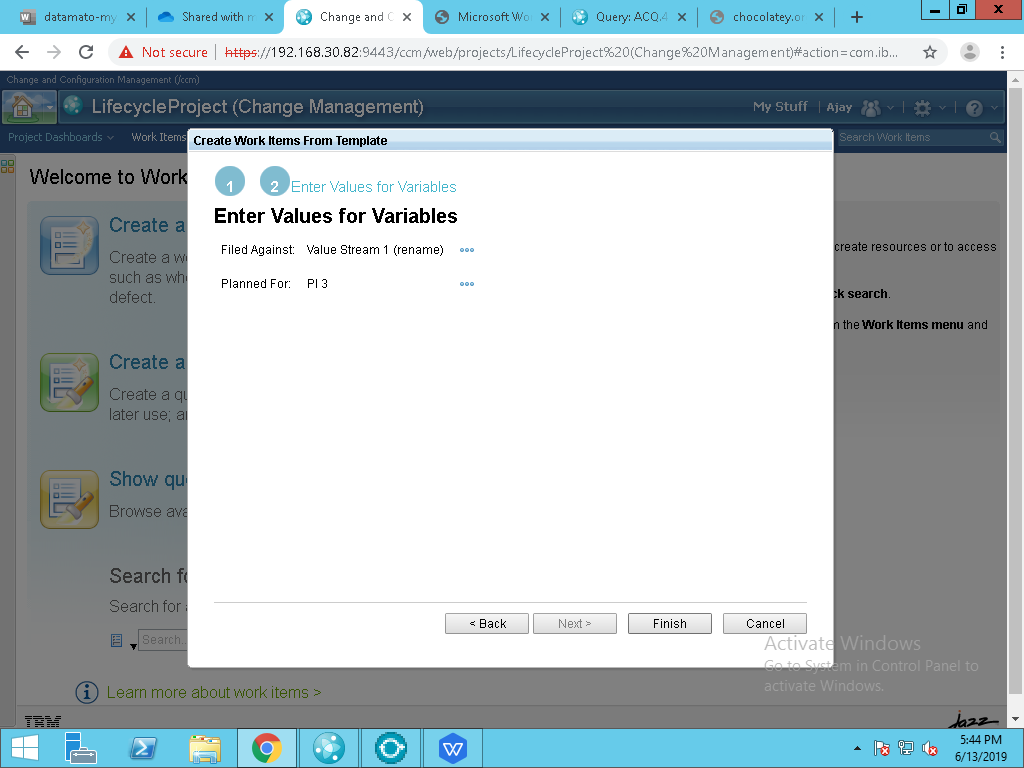 datamato-my
Shared with m
Change and C
Microsoft Wo
Query: ACQ.4
chocolatey.or
Not secure
https://192.168.30.82:9443/ccm/web/projects/LifecycleProject%20(Change%20Management)#action=com.ib...
Change and Configuration Management (/ccm)
LifecycleProject (Change Management)
My Stuff
Ajay
Project Dashboards
Work Items
Search Work Items
Create Work Items From Template
Welcome to Work
1
2
Enter Values for Variables
Enter Values for Variables
Filed Against:
Value Stream 1 (rename)
Planned For:
PI 3
Create a
Create a wo
such as whe
defect.
create resources or to access
ck search.
m the Work Items menu and
Create a
Create a qu
later use; an
Show que
Browse ava
Search fo
Search for a
Search..
< Back
Next >
Finish
Cancel
Activate Windows
Go to System in Control Panel to
activate Windows.
Learn more about work items >
IBM
Jazz
5:44 PM
6/13/2019